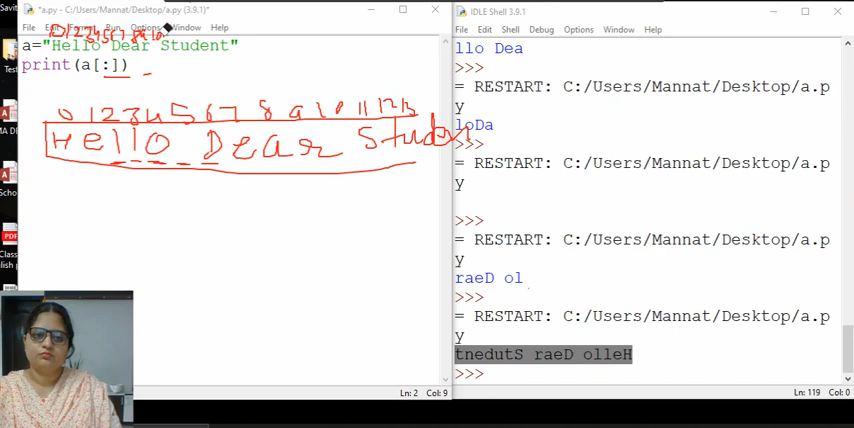 *a.py - C:/Users/Mannat/Desktop/a.py (3.9.1)*
File Edit Format Run Options Window Help
a="Hello Dear Student"
print(a[:])
0 1 2 3 4 5 6 7 8 9 10 11 12 13
Hello Dear Student
Ln: 2 Col: 9
IDLE Shell 3.9.1
File Edit Shell Debug Options Window Help
llo Dea
>>>
= RESTART: C:/Users/Mannat/Desktop/a.p
y
loDa
>>>
= RESTART: C:/Users/Mannat/Desktop/a.p
y
>>>
= RESTART: C:/Users/Mannat/Desktop/a.p
y
raeD ol
>>>
= RESTART: C:/Users/Mannat/Desktop/a.p
y
tnedutS raeD olleH
>>>
Ln: 119 Col: 0